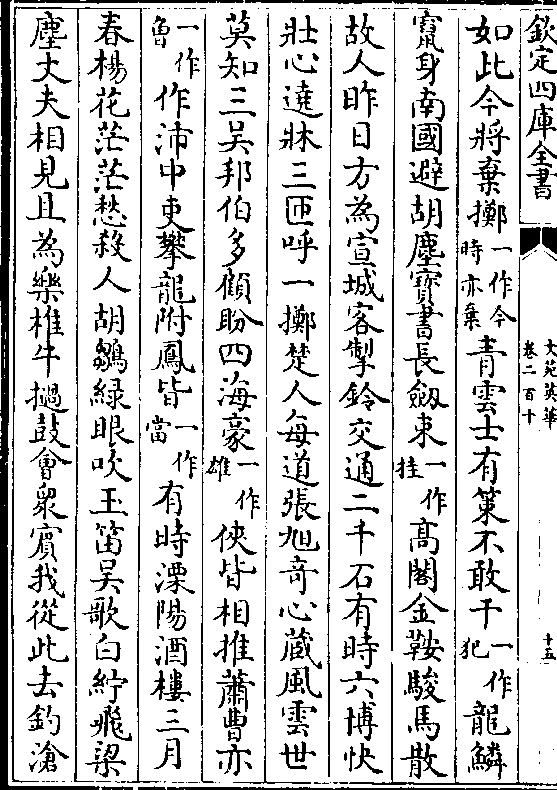 欽定四庫全書
文苑英華
卷二百十
十五
如此今將棄擲一作今時亦棄青雲士有策不敢干一作犯龍鱗
竄身南國避胡塵寳書長劒束一作挂髙閣金鞍駿馬散
故人昨日方為宣城客掣鈴交通二千石有時六博快
壯心遶牀三匝呼一擲楚人每道張旭竒心藏風雲世
莫知三吳邦伯多顧盼四海豪一作雄俠皆相推蕭曹亦
一作魯作沛中吏攀龍附鳳皆一作當有時溧陽酒樓三月
春楊花茫茫愁殺人胡鶵緑眼吹玉笛吳歌白紵飛梁
塵丈夫相見且為樂椎牛撾鼓會衆賔我從此去釣滄